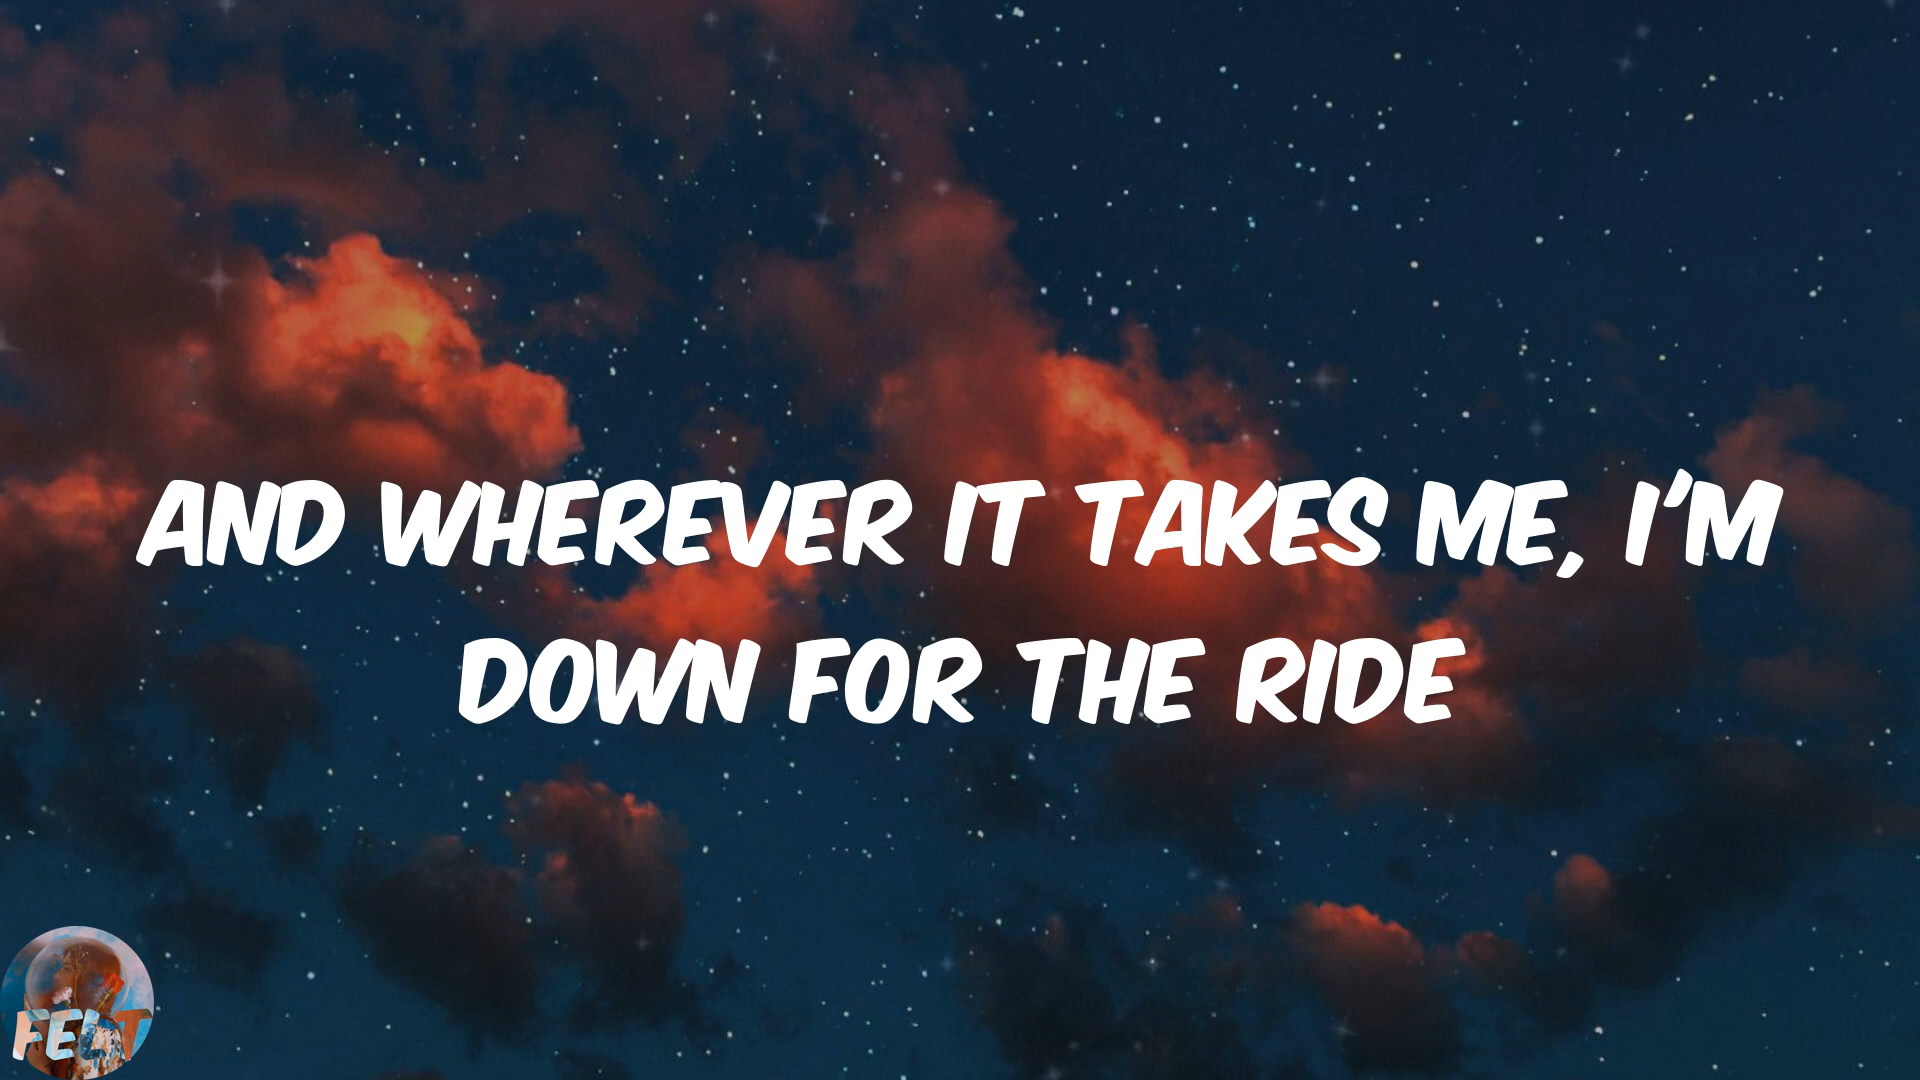 AND WHEREVER IT TAKES ME, I'M
DOWN FOR THE RIDE
FELT